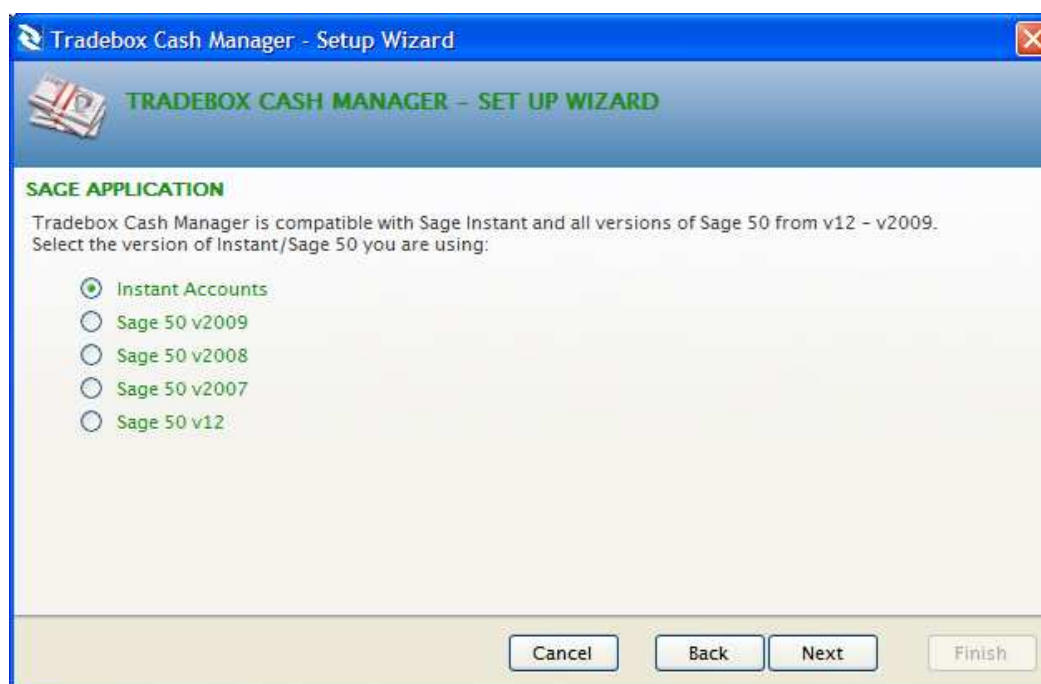 Tradebox Cash Manager - Setup Wizard
TRADEBOX CASH MANAGER – SET UP WIZARD
SAGE APPLICATION
Tradebox Cash Manager is compatible with Sage Instant and all versions of Sage 50 from v12 – v2009.
Select the version of Instant/Sage 50 you are using:
Instant Accounts
Sage 50 v2009
Sage 50 v2008
Sage 50 v2007
Sage 50 v12
Cancel Back Next Finish